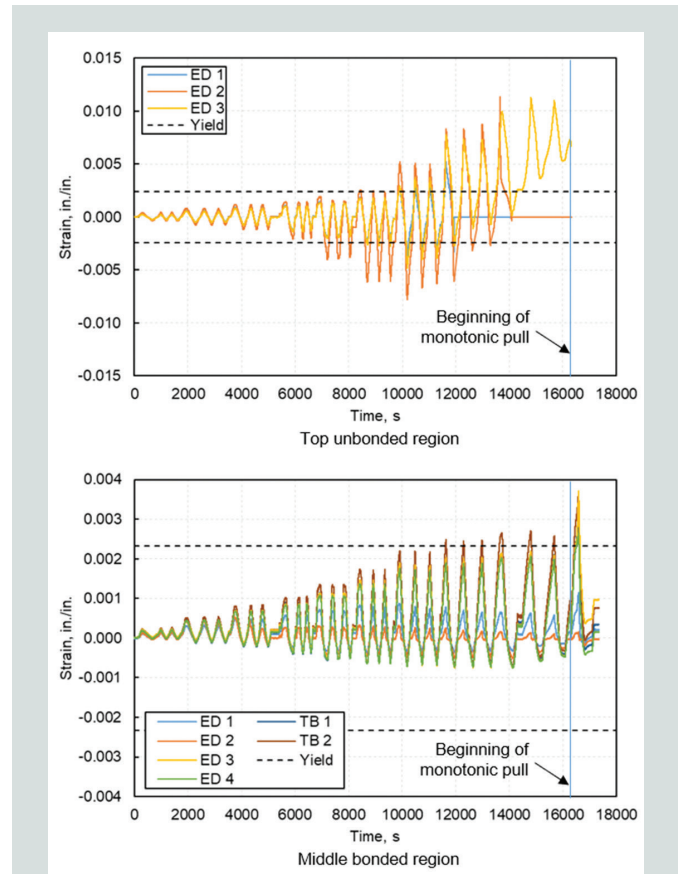 0.015
0.010
0.005
0.000
-0.005
-0.010
-0.015
Strain, in./in.
ED 1
ED 2
ED 3
Yield
Beginning of
monotonic pull
0 2000 4000 6000 8000 10000 12000 14000 16000 18000
Time, s
Top unbonded region
0.004
0.003
0.002
0.001
0.000
-0.001
-0.002
-0.003
-0.004
Strain, in./in.
ED 1 TB 1
ED 2 TB 2
ED 3 Yield
ED 4
Beginning of
monotonic pull
0 2000 4000 6000 8000 10000 12000 14000 16000 18000
Time, s
Middle bonded region